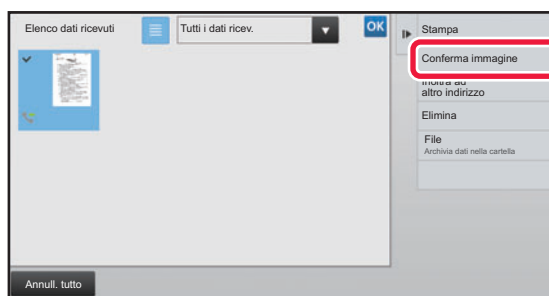 Elenco dati ricevuti
Tutti i dati ricev.
OK
Stampa
Conferma immagine
Inoltra ad
altro indirizzo
Elimina
File
Archivia dati nella cartella
Annull. tutto